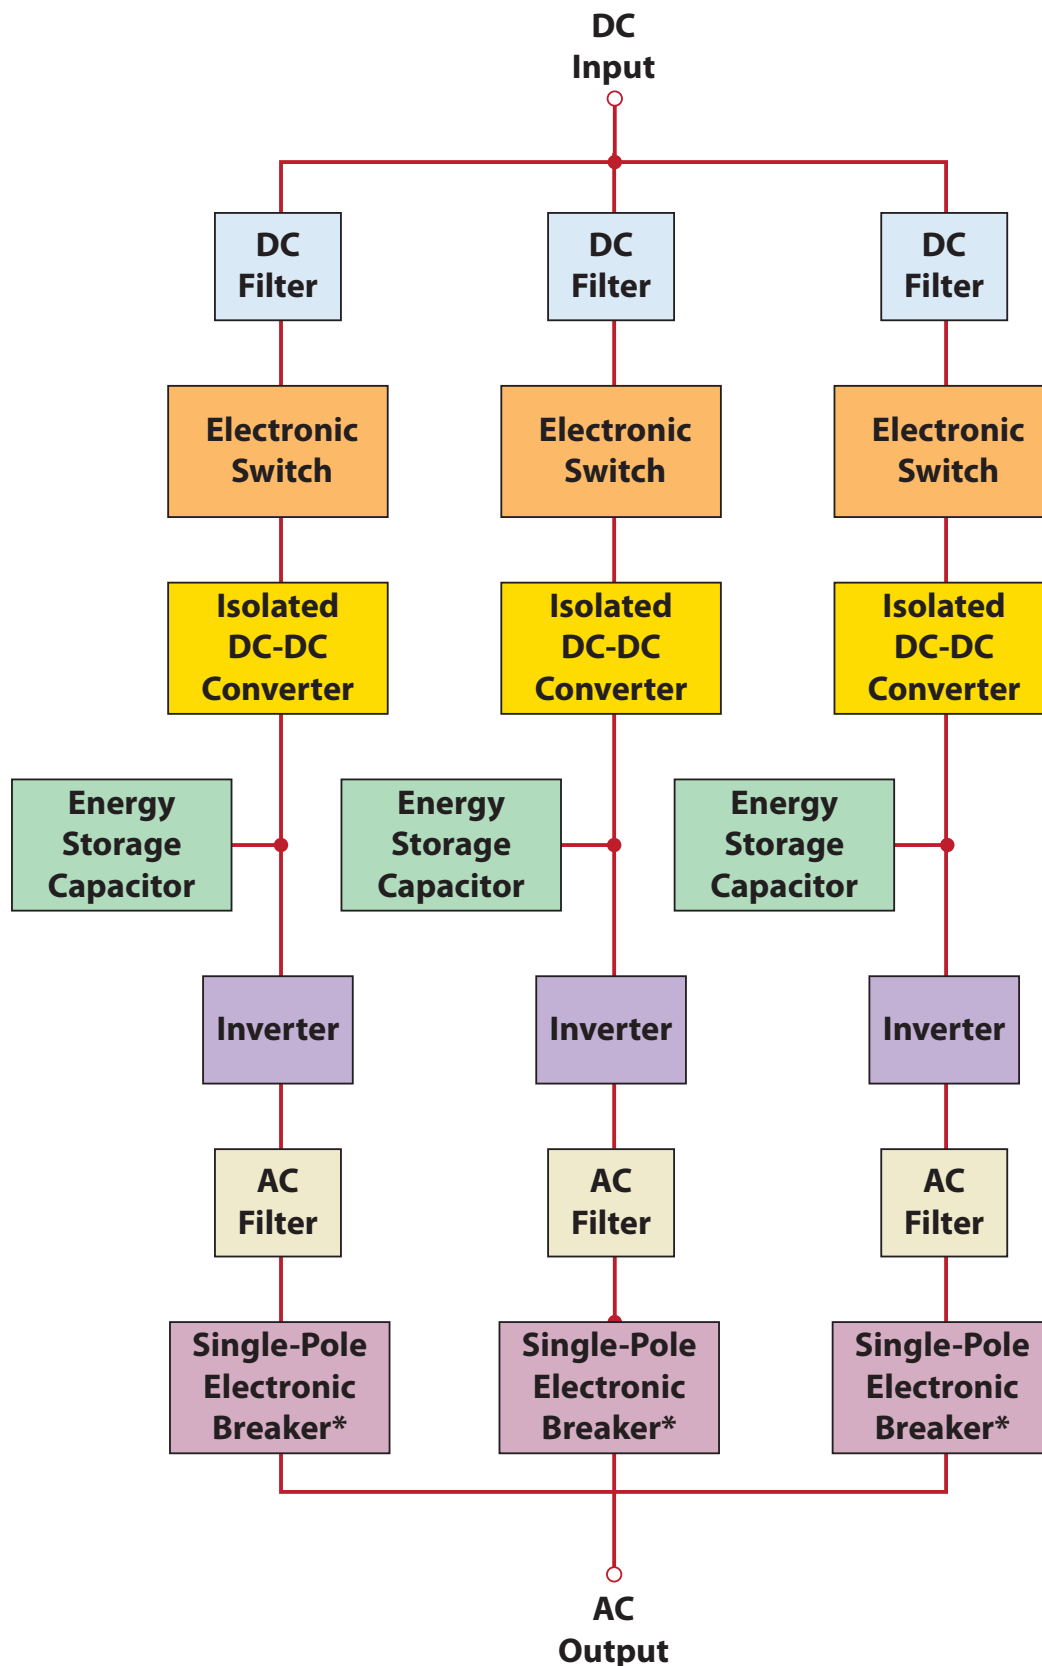 DC
Input
DC
Filter
DC
Filter
DC
Filter
Electronic
Switch
Electronic
Switch
Electronic
Switch
Isolated
DC-DC
Converter
Isolated
DC-DC
Converter
Isolated
DC-DC
Converter
Energy
Storage
Capacitor
Energy
Storage
Capacitor
Energy
Storage
Capacitor
Inverter
Inverter
Inverter
AC
Filter
AC
Filter
AC
Filter
Single-Pole
Electronic
Breaker*
Single-Pole
Electronic
Breaker*
Single-Pole
Electronic
Breaker*
AC
Output